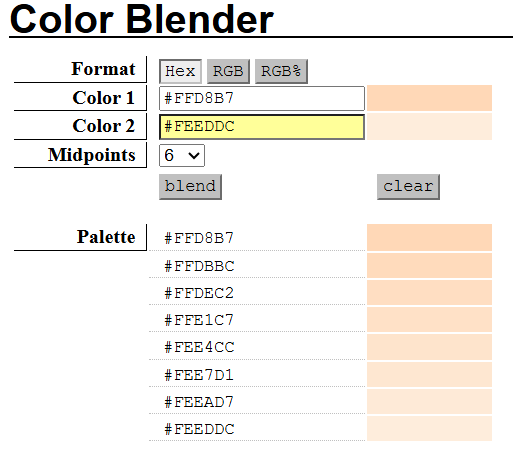 Color Blender
Format Hex RGB RGB%
Color 1 #FFD8B7
Color 2 #FEEDDC
Midpoints 6
blend clear
Palette #FFD8B7
#FFDBBC
#FFDEC2
#FFE1C7
#FEE4CC
#FEE7D1
#FEEAD7
#FEEDDC